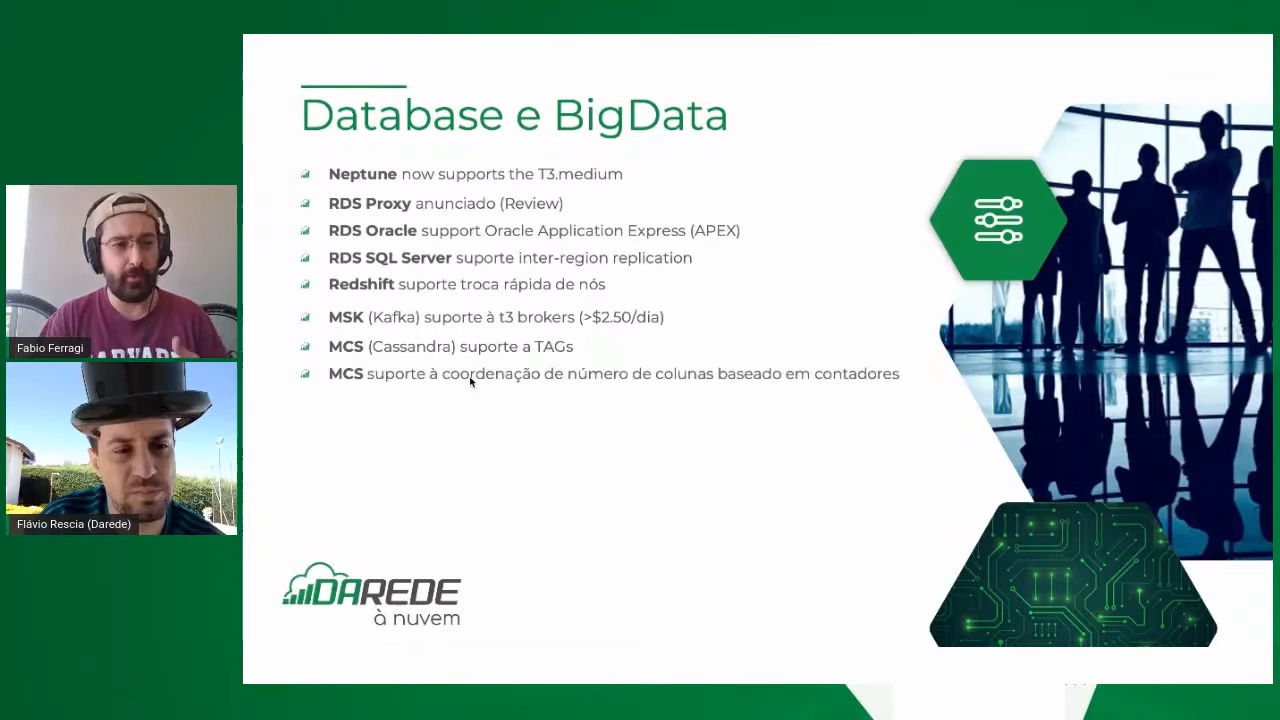 Database e BigData
Neptune now supports the T3.medium
RDS Proxy anunciado (Review)
RDS Oracle support Oracle Application Express (APEX)
RDS SQL Server suporte inter-region replication
Redshift suporte troca rápida de nós
MSK (Kafka) suporte à t3 brokers (>$2.50/dia)
MCS (Cassandra) suporte a TAGs
MCS suporte à coordenação de número de colunas baseado em contadores
HARVARD
Fabio Ferragi
Flávio Rescia (Darede)
DAREDE
à nuvem